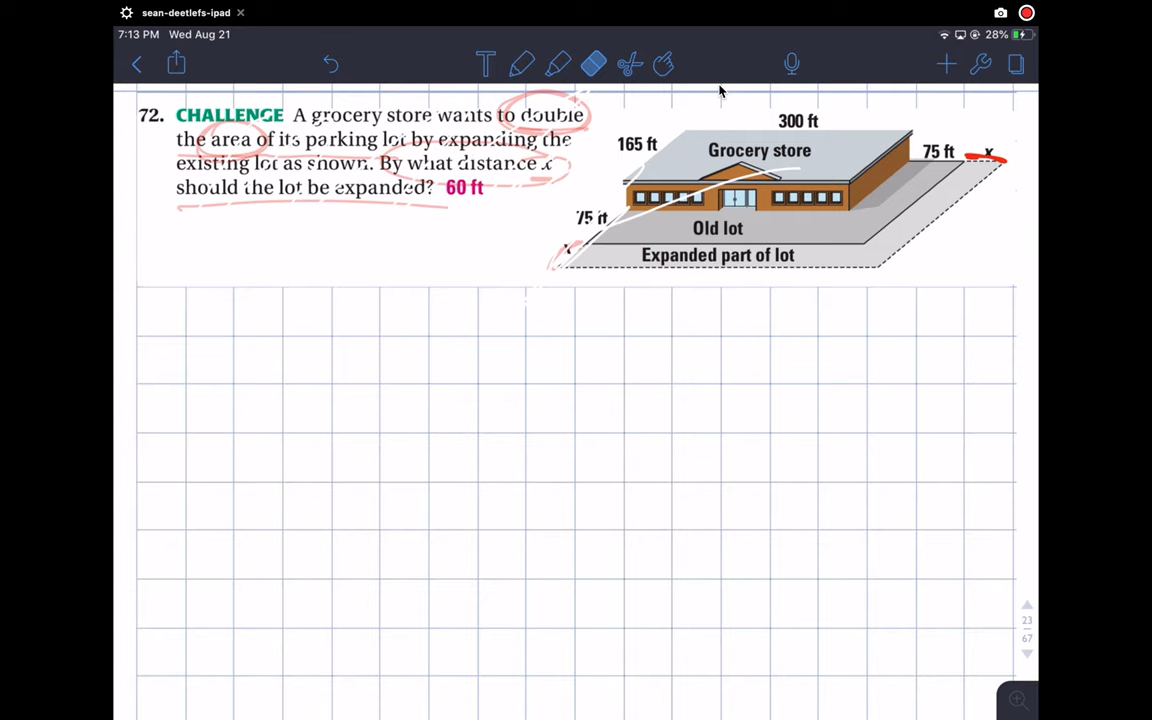 sean-deetlefs-ipad ×
7:13 PM Wed Aug 21
28%
72. CHALLENGE A grocery store wants to double
the area of its parking lot by expanding the
existing lot as shown. By what distance x
should the lot be expanded? 60 ft
300 ft
165 ft
Grocery store
75 ft
x
75 ft
Old lot
x
Expanded part of lot
23
67